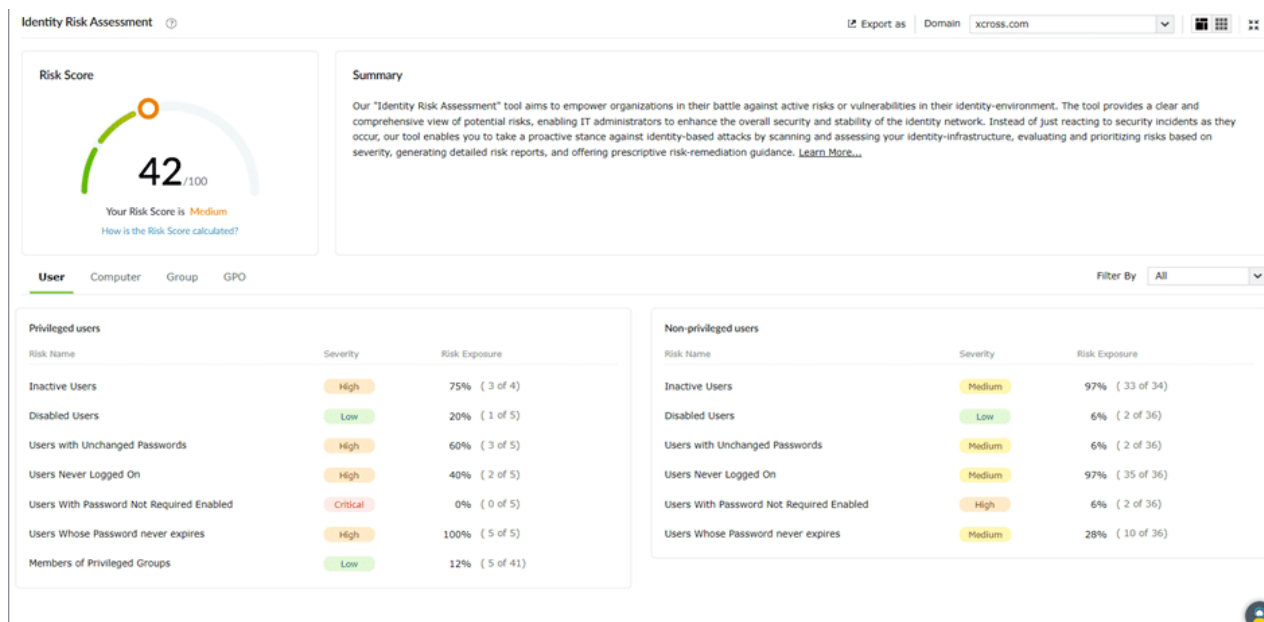 Identity Risk Assessment
Export as Domain xcross.com
Risk Score
42/100
Your Risk Score is Medium
How is the Risk Score calculated?
Summary
Our "Identity Risk Assessment" tool aims to empower organizations in their battle against active risks or vulnerabilities in their identity-environment. The tool provides a clear and
comprehensive view of potential risks, enabling IT administrators to enhance the overall security and stability of the identity network. Instead of just reacting to security incidents as they
occur, our tool enables you to take a proactive stance against identity-based attacks by scanning and assessing your identity-infrastructure, evaluating and prioritizing risks based on
severity, generating detailed risk reports, and offering prescriptive risk-remediation guidance. Learn More...
User Computer Group GPO
Filter By All
Privileged users
Risk Name Severity Risk Exposure
Inactive Users High 75% ( 3 of 4)
Disabled Users Low 20% ( 1 of 5)
Users with Unchanged Passwords High 60% ( 3 of 5)
Users Never Logged On High 40% ( 2 of 5)
Users With Password Not Required Enabled Critical 0% ( 0 of 5)
Users Whose Password never expires High 100% ( 5 of 5)
Members of Privileged Groups Low 12% ( 5 of 41)
Non-privileged users
Risk Name Severity Risk Exposure
Inactive Users Medium 97% ( 33 of 34)
Disabled Users Low 6% ( 2 of 36)
Users with Unchanged Passwords Medium 6% ( 2 of 36)
Users Never Logged On Medium 97% ( 35 of 36)
Users With Password Not Required Enabled High 6% ( 2 of 36)
Users Whose Password never expires Medium 28% ( 10 of 36)